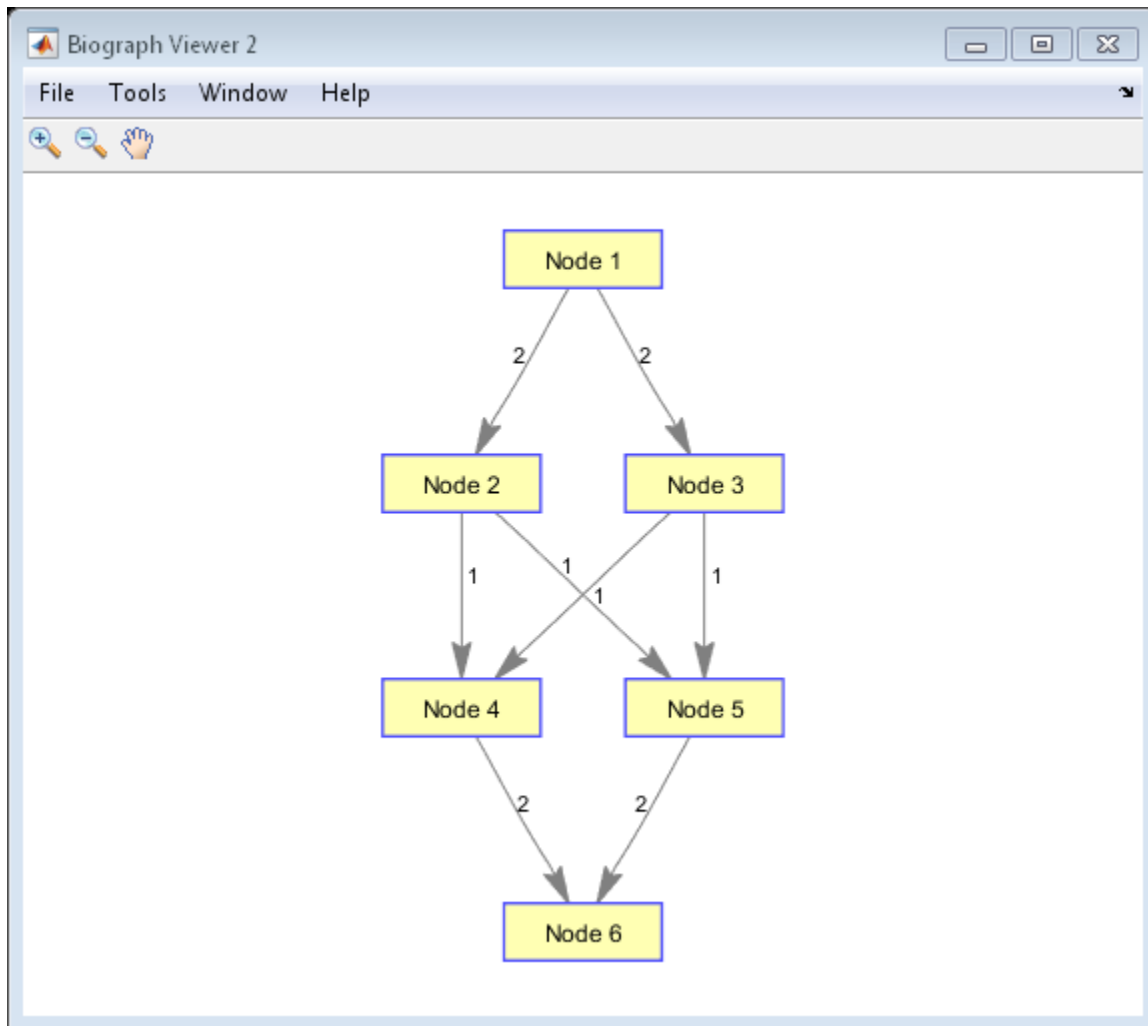 Biograph Viewer 2
File Tools Window Help
Node 1
2 2
Node 2 Node 3
1 1 1 1
Node 4 Node 5
2 2
Node 6